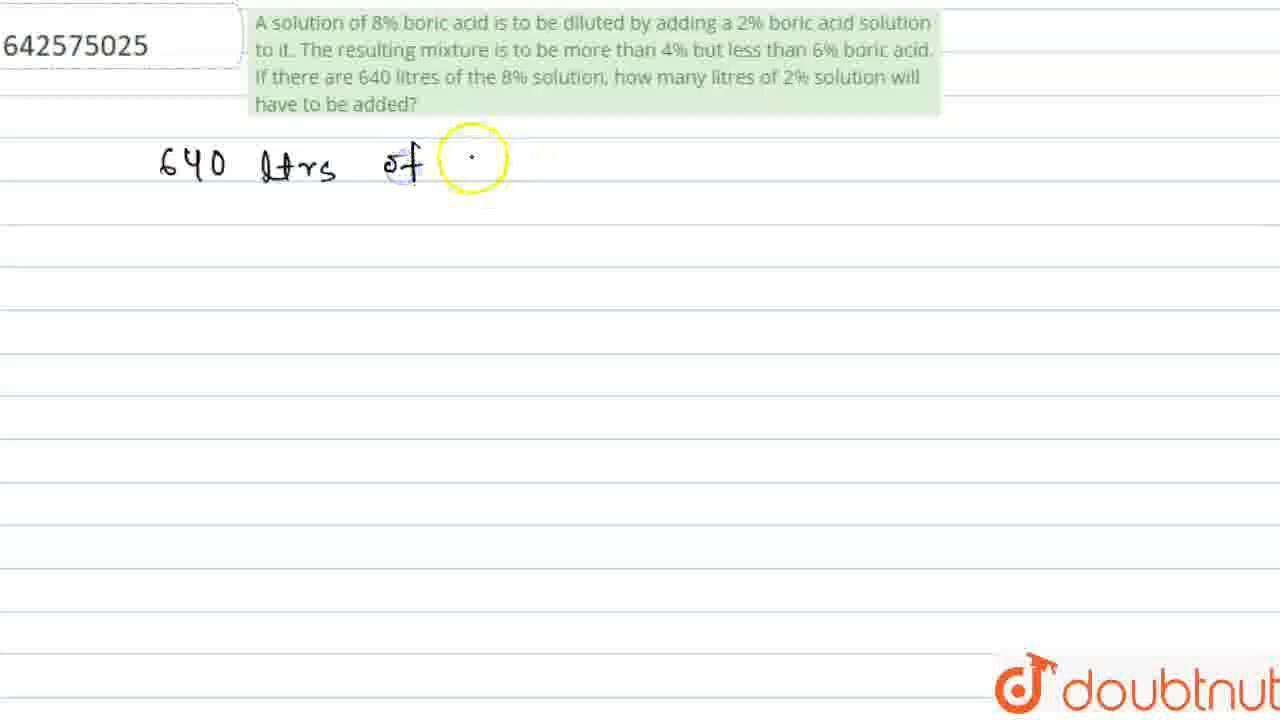 642575025
A solution of 8% boric acid is to be diluted by adding a 2% boric acid solution
to it. The resulting mixture is to be more than 4% but less than 6% boric acid.
If there are 640 litres of the 8% solution, how many litres of 2% solution will
have to be added?
640 ltrs of
doubtnut